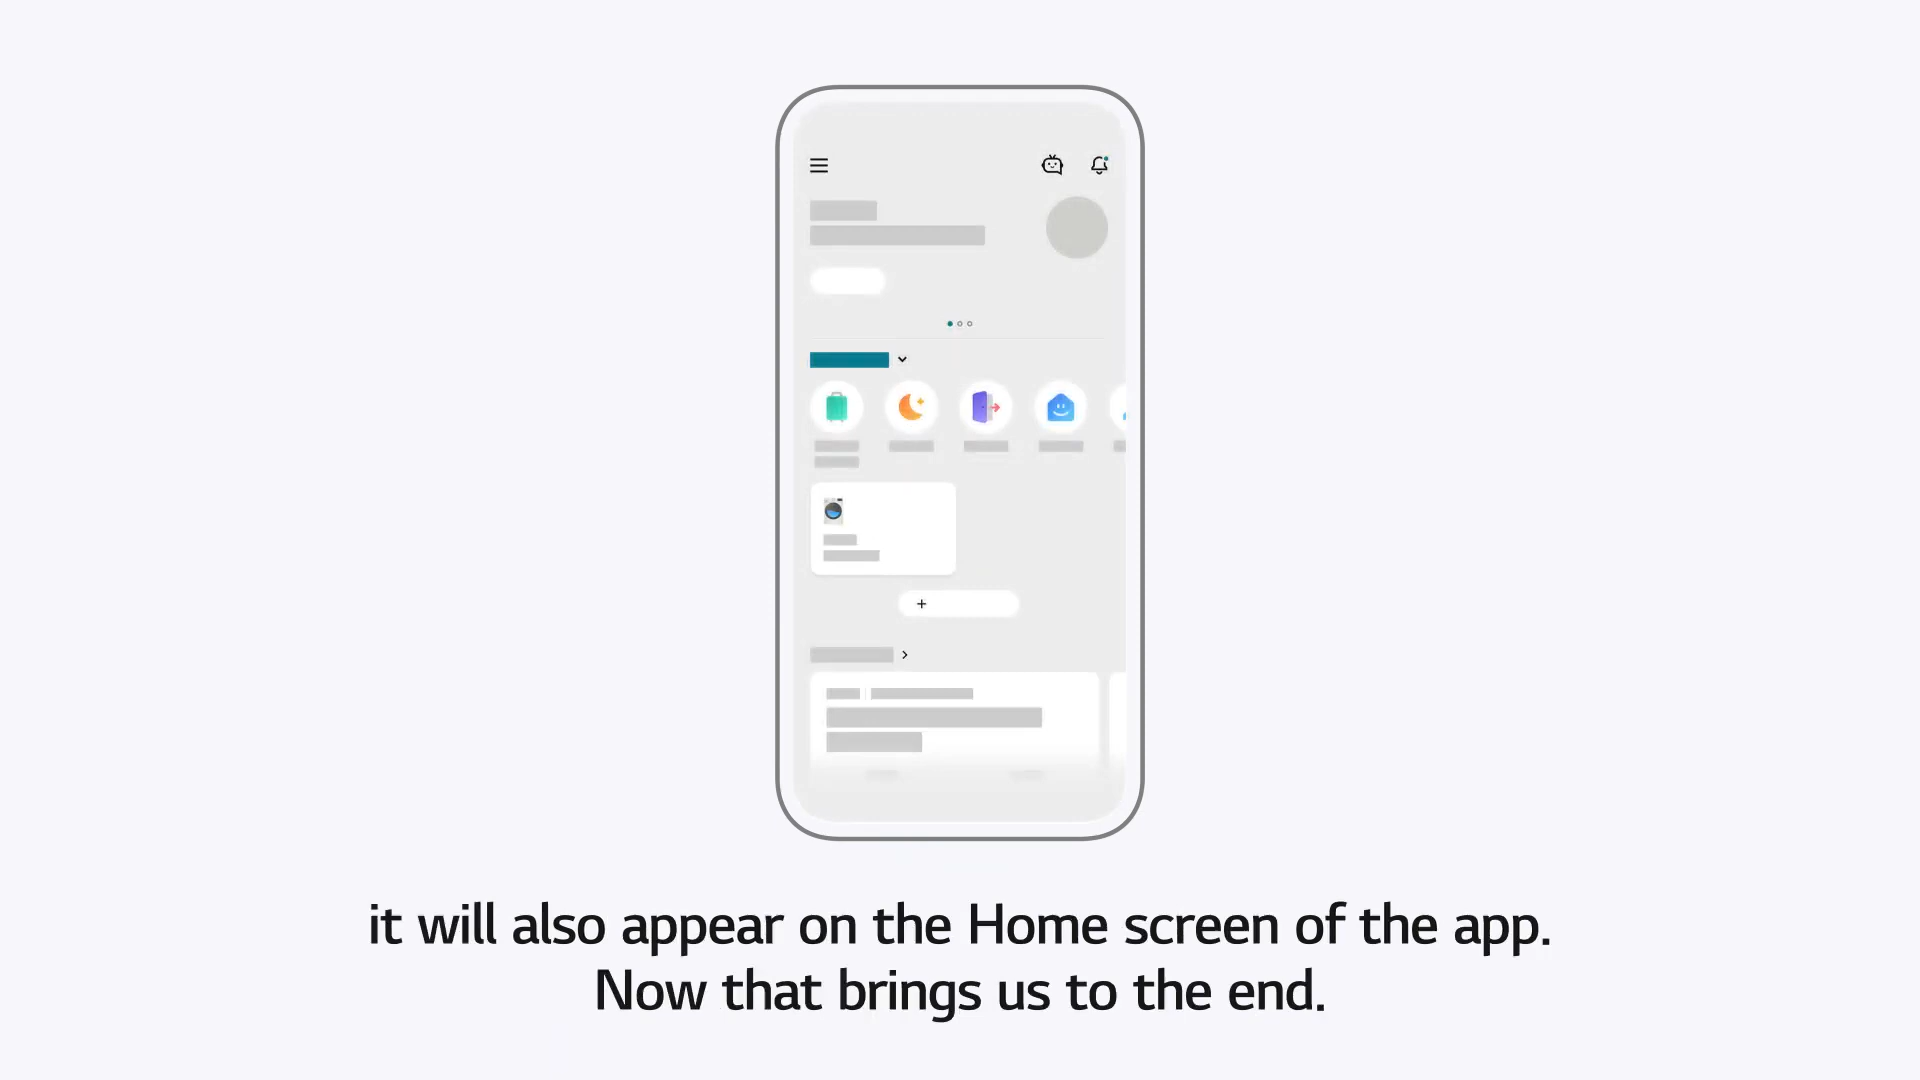 it will also appear on the Home screen of the app.
Now that brings us to the end.